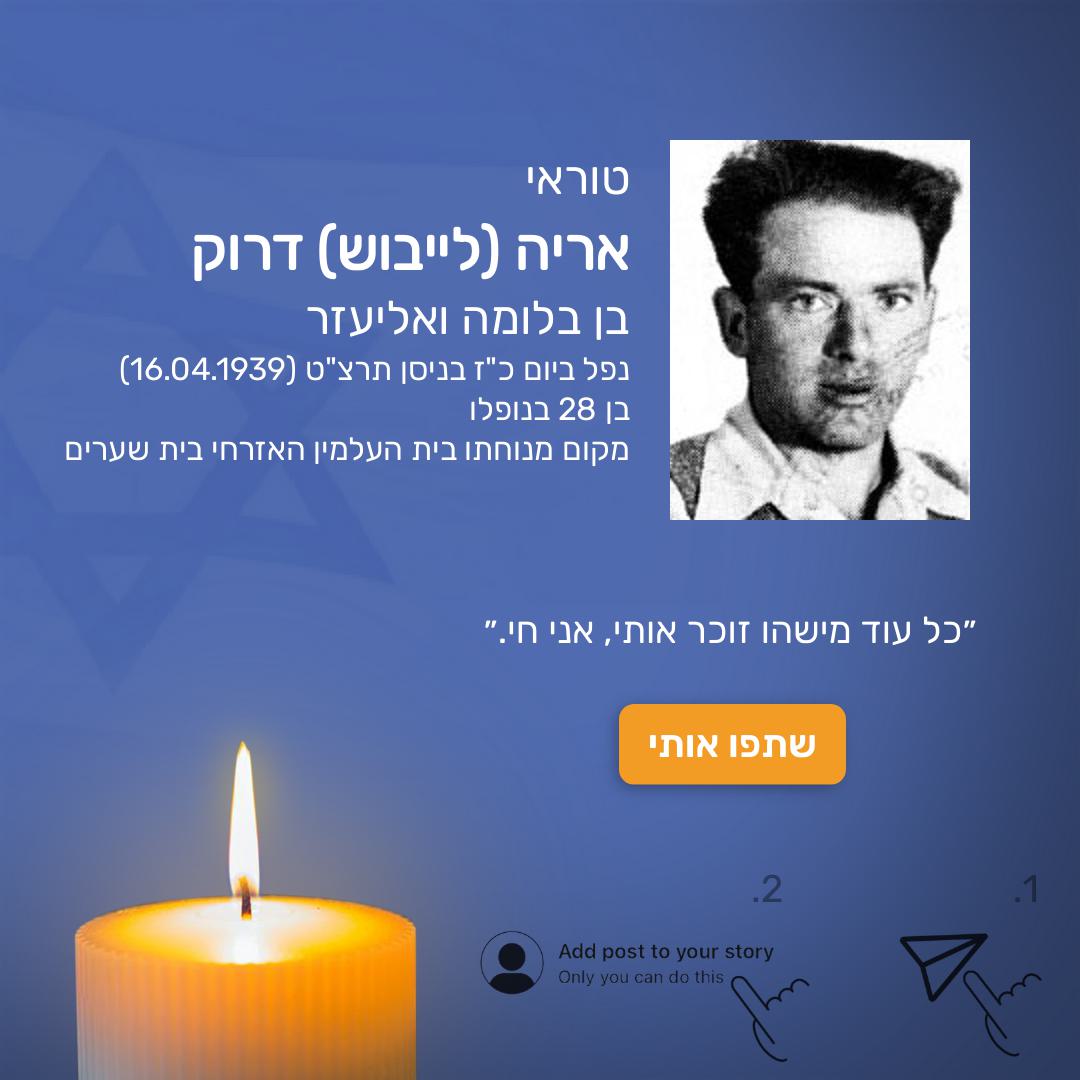 טוראי
אריה (לייבוש) דרוק
בן בלומה ואליעזר
נפל ביום כ"ז בניסן תרצ"ט (16.04.1939)
בן 28 בנופלו
מקום מנוחתו בית העלמין האזרחי בית שערים
״כל עוד מישהו זוכר אותי, אני חי.״
שתפו אותי
1.
2.
Add post to your story
Only you can do this